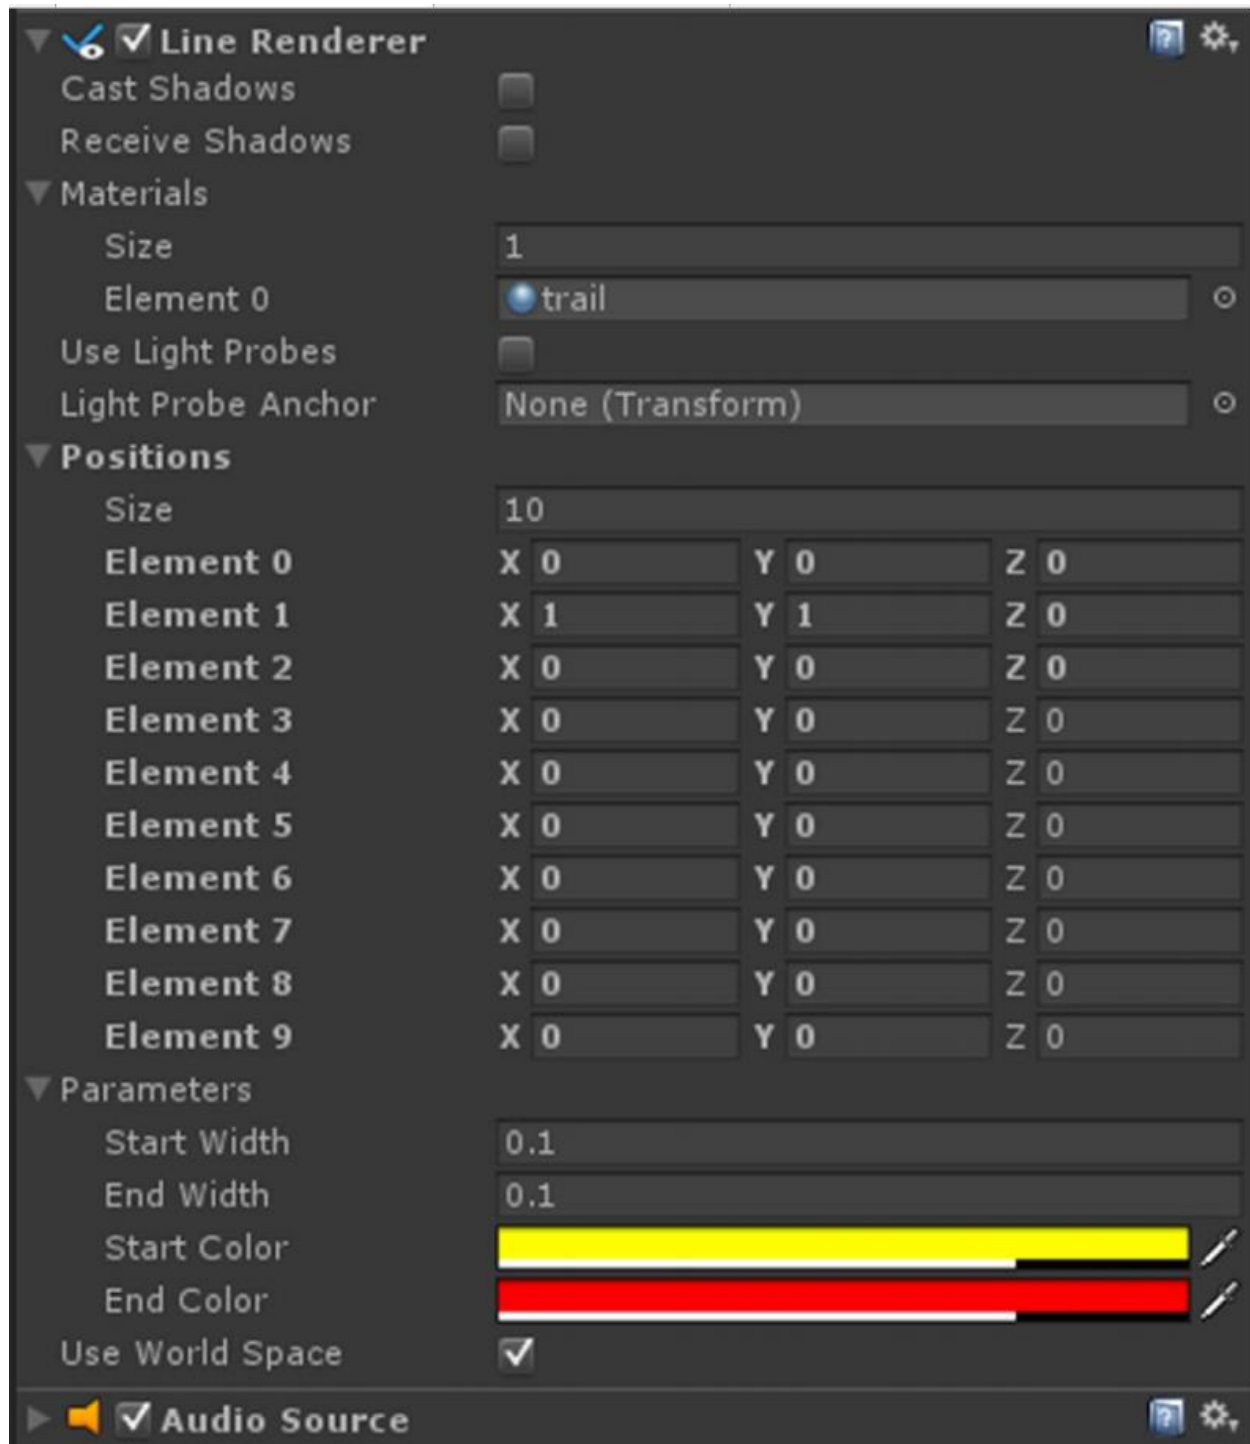 Line Renderer
Cast Shadows
Receive Shadows
Materials
Size 1
Element 0 trail
Use Light Probes
Light Probe Anchor None (Transform)
Positions
Size 10
Element 0 X 0 Y 0 Z 0
Element 1 X 1 Y 1 Z 0
Element 2 X 0 Y 0 Z 0
Element 3 X 0 Y 0 Z 0
Element 4 X 0 Y 0 Z 0
Element 5 X 0 Y 0 Z 0
Element 6 X 0 Y 0 Z 0
Element 7 X 0 Y 0 Z 0
Element 8 X 0 Y 0 Z 0
Element 9 X 0 Y 0 Z 0
Parameters
Start Width 0.1
End Width 0.1
Start Color
End Color
Use World Space
Audio Source